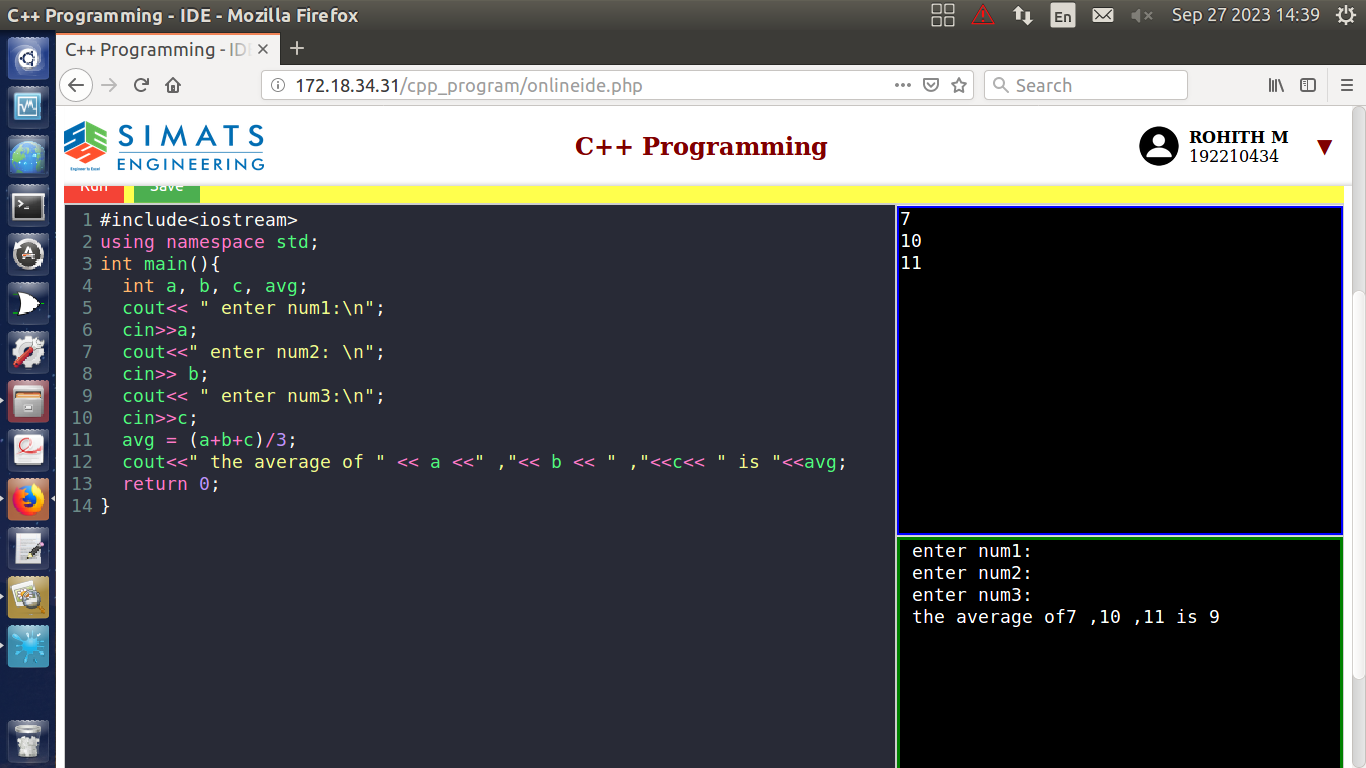 C++ Programming - IDE - Mozilla Firefox
En
Sep 27 2023 14:39
C++ Programming - IDE
172.18.34.31/cpp_program/onlineide.php
Search
SIMATS
ENGINEERING
Engineer to Excel
C++ Programming
ROHITH M
192210434
Run Save
1 #include<iostream>
2 using namespace std;
3 int main(){
4 int a, b, c, avg;
5 cout<< " enter num1:\n";
6 cin>>a;
7 cout<<" enter num2: \n";
8 cin>> b;
9 cout<< " enter num3:\n";
10 cin>>c;
11 avg = (a+b+c)/3;
12 cout<<" the average of " << a <<" ,"<< b << " ,"<<c<< " is "<<avg;
13 return 0;
14 }
7
10
11
enter num1:
enter num2:
enter num3:
the average of7 ,10 ,11 is 9